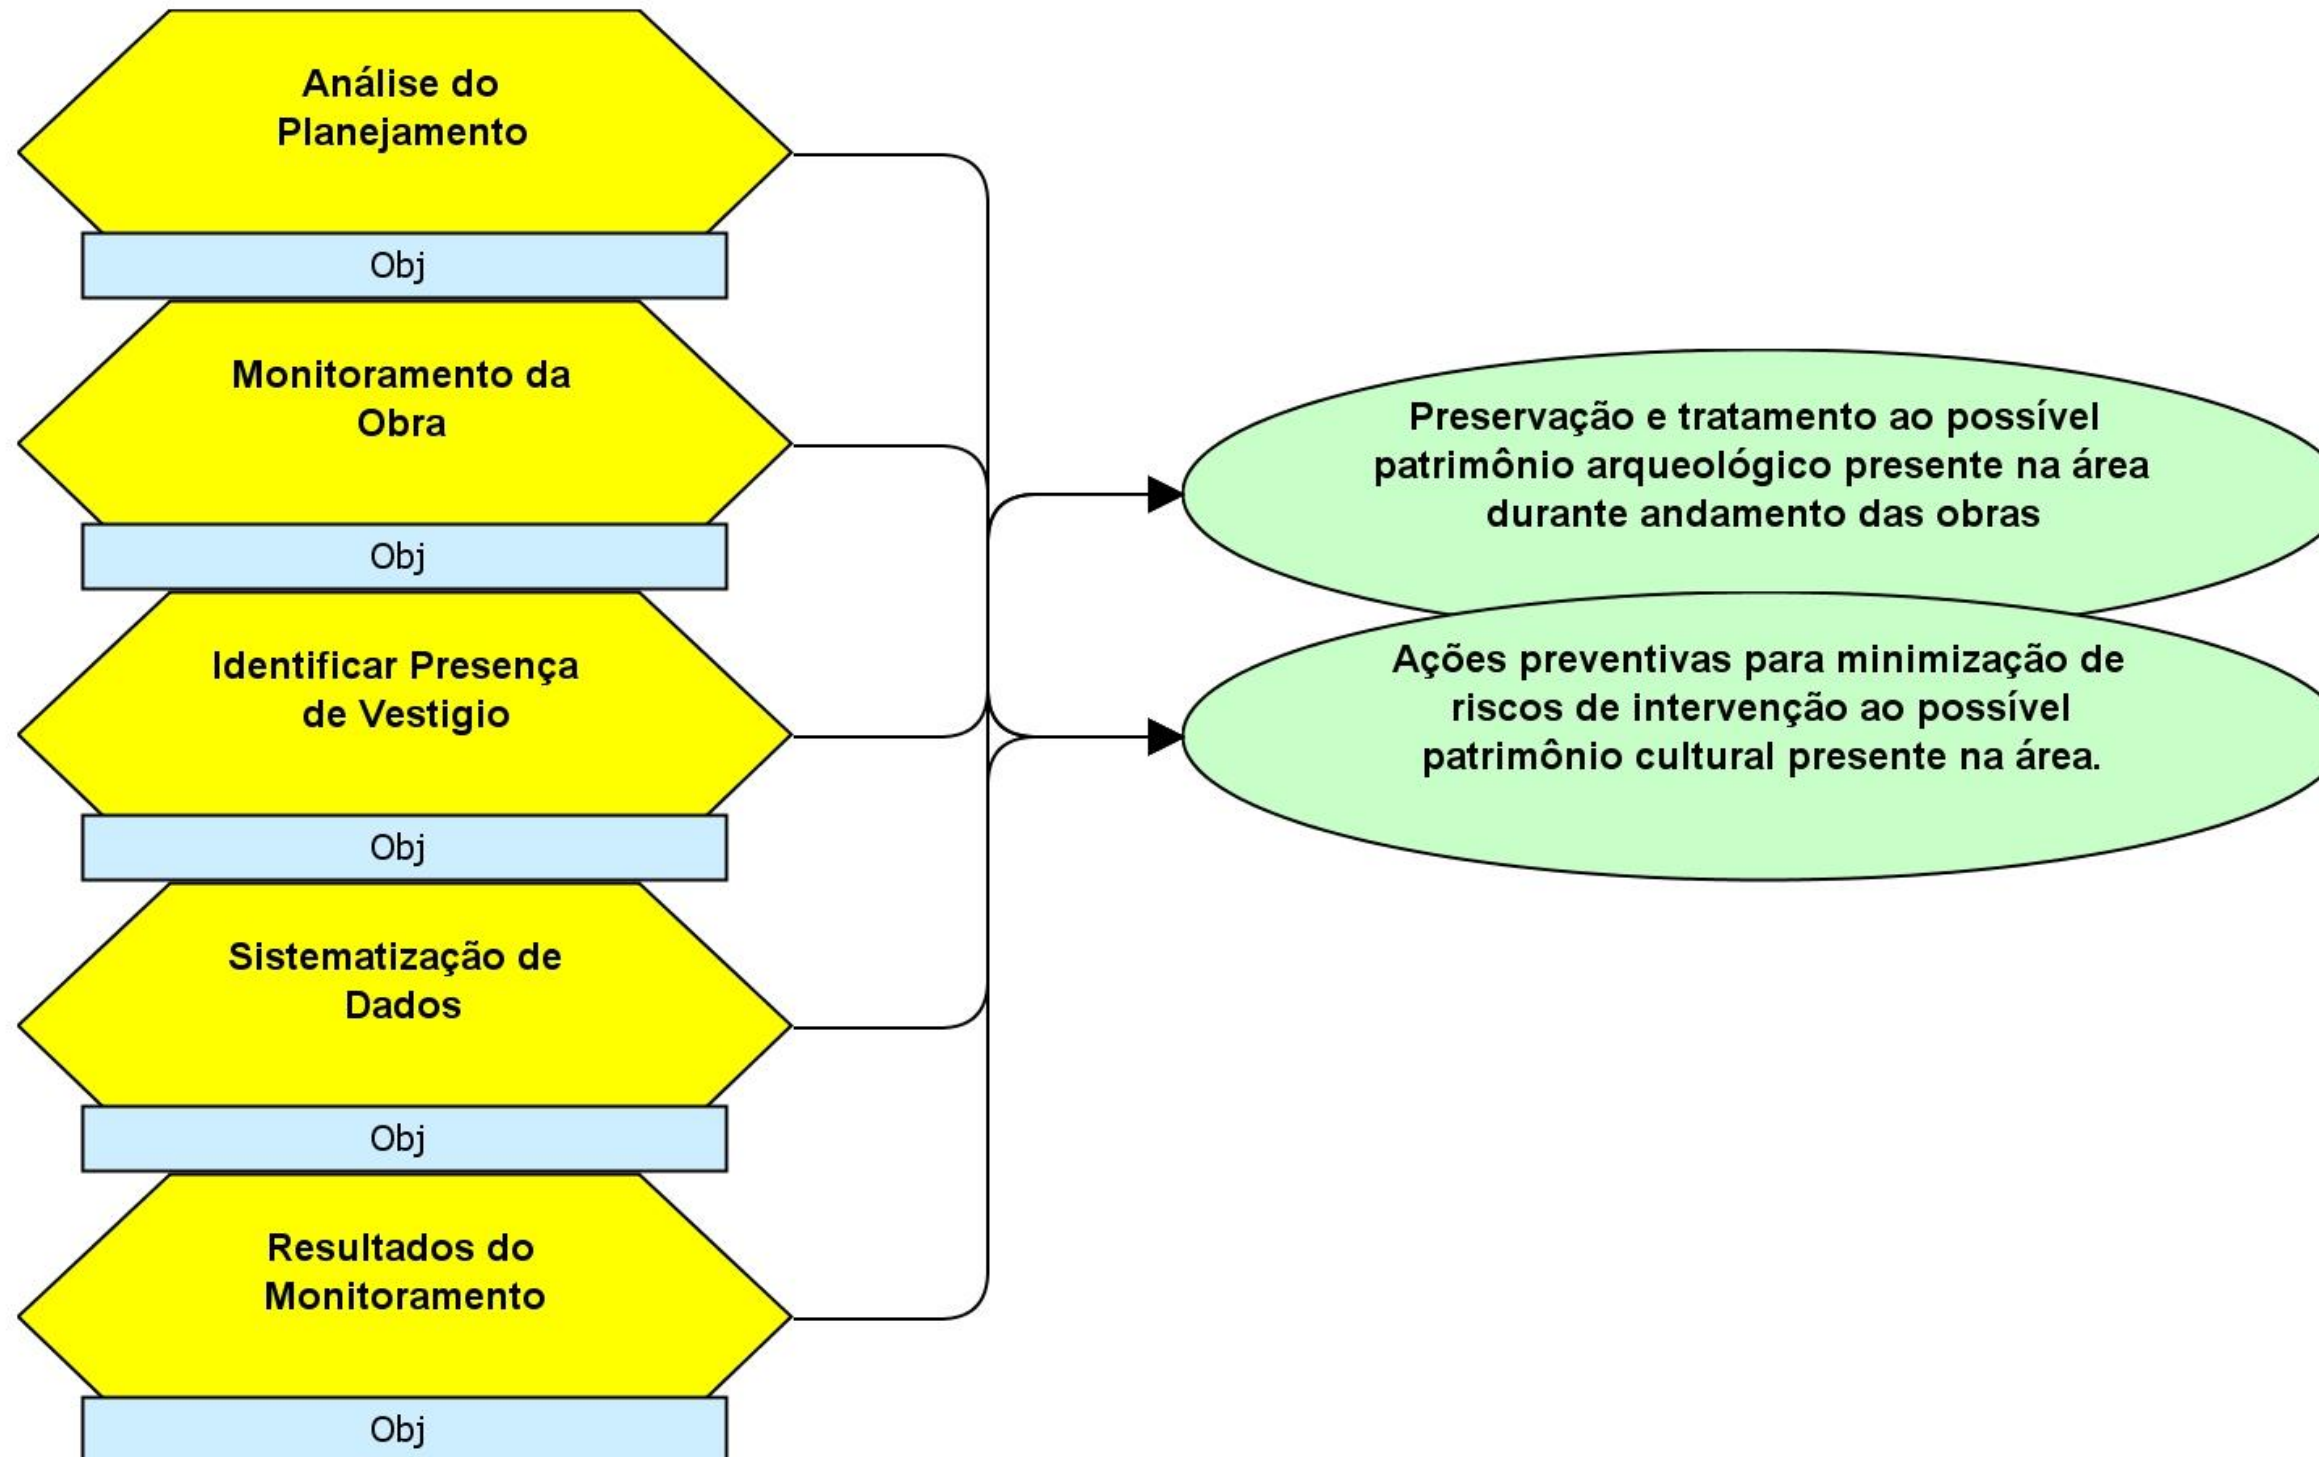 Análise do
Planejamento
Obj
Monitoramento da
Obra
Obj
Identificar Presença
de Vestigio
Obj
Sistematização de
Dados
Obj
Resultados do
Monitoramento
Obj
Preservação e tratamento ao possível
patrimônio arqueológico presente na área
durante andamento das obras
Ações preventivas para minimização de
riscos de intervenção ao possível
patrimônio cultural presente na área.